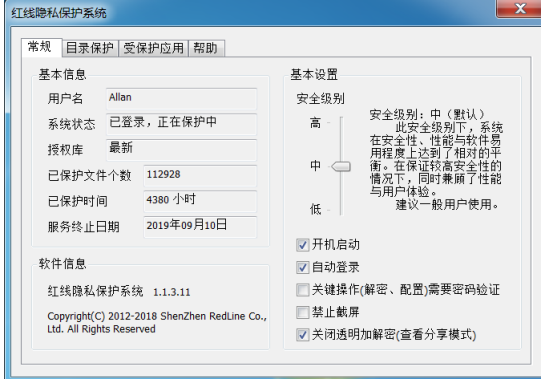 红线隐私保护系统
常规 目录保护 受保护应用 帮助
基本信息
用户名 Allan
系统状态 已登录，正在保护中
授权库 最新
已保护文件个数 112928
已保护时间 4380 小时
服务终止日期 2019年09月10日
软件信息
红线隐私保护系统 1.1.3.11
Copyright(C) 2012-2018 ShenZhen RedLine Co.,
Ltd. All Rights Reserved
基本设置
安全级别
高
中
低
安全级别：中（默认）
此安全级别下，系统
在安全性、性能与软件易
用程度上达到了相对的平
衡。在保证较高安全性的
情况下，同时兼顾了性能
与用户体验。
建议一般用户使用。
开机启动
自动登录
关键操作(解密、配置)需要密码验证
禁止截屏
关闭透明加解密(查看分享模式)